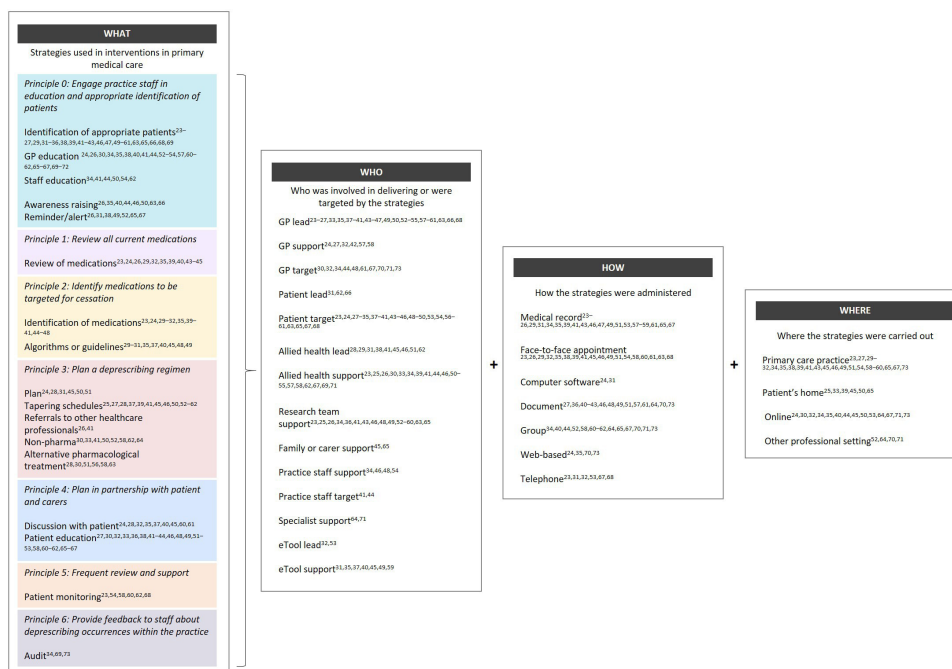 WHAT
Strategies used in interventions in primary
medical care
Principle 0: Engage practice staff in
education and appropriate identification of
patients
Identification of appropriate patients23–
27,29,31–36,38,39,41–43,46,47,49–61,63,65,66,68,69
GP education 24,26,30,34,35,38,40,41,44,52–54,57,60–
62,65–67,69–72
Staff education34,41,44,50,54,62
Awareness raising26,35,40,44,46,50,63,66
Reminder/alert26,31,38,49,52,65,67
Principle 1: Review all current medications
Review of medications23,24,26,29,32,35,39,40,43–45
Principle 2: Identify medications to be
targeted for cessation
Identification of medications23,24,29–32,35,39–
41,44–48
Algorithms or guidelines29–31,35,37,40,45,48,49
Principle 3: Plan a deprescribing regimen
Plan24,28,31,45,50,51
Tapering schedules25,27,28,37,39,41,45,46,50,52–62
Referrals to other healthcare
professionals26,41
Non-pharma30,33,41,50,52,58,62,64
Alternative pharmacological
treatment28,30,51,56,58,63
Principle 4: Plan in partnership with patient
and carers
Discussion with patient24,28,32,35,37,40,45,60,61
Patient education27,30,32,33,36,38,41–44,46,48,49,51–
53,58,60–62,65–67
Principle 5: Frequent review and support
Patient monitoring23,54,58,60,62,68
Principle 6: Provide feedback to staff about
deprescribing occurrences within the practice
Audit34,69,73
WHO
Who was involved in delivering or were
targeted by the strategies
GP lead23–27,33,35,37–41,43–47,49,50,52–55,57–61,63,66,68
GP support24,27,32,42,57,58
GP target30,32,34,44,48,61,67,70,71,73
Patient lead31,62,66
Patient target23,24,27–35,37–41,43–46,48–50,53,54,56–
61,63,65,67,68
Allied health lead28,29,31,38,41,45,46,51,62
Allied health support23,25,26,30,33,34,39,41,44,46,50–
55,57,58,62,67,69,71
Research team
support23,25,26,34,36,41,43,46,48,49,52–60,63,65
Family or carer support45,65
Practice staff support34,46,48,54
Practice staff target41,44
Specialist support64,71
eTool lead32,53
eTool support31,35,37,40,45,49,59
+
HOW
How the strategies were administered
Medical record23–
26,29,31,34,35,39,41,43,46,47,49,51,53,57–59,61,65,67
Face-to-face appointment
23,26,29,32,35,38,39,41,45,46,49,51,54,58,60,61,63,68
Computer software24,31
Document27,36,40–43,46,48,49,51,57,61,64,70,73
Group34,40,44,52,58,60–62,64,65,67,70,71,73
Web-based24,35,70,73
Telephone23,31,32,53,67,68
+
WHERE
Where the strategies were carried out
Primary care practice23,27,29–
32,34,35,38,39,41,43,45,46,49,51,54,58–60,65,67,73
Patient's home25,33,39,45,50,65
Online24,30,32,34,35,40,44,45,50,53,64,67,71,73
Other professional setting52,64,70,71